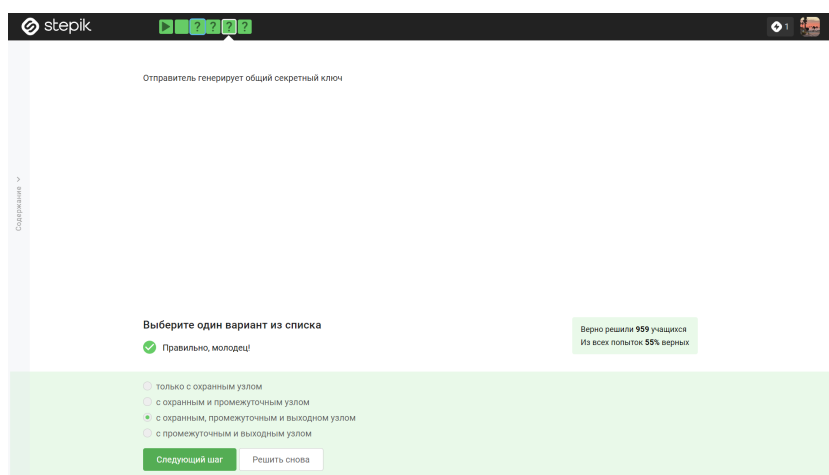 stepik
? ? ? ?
1
Отправитель генерирует общий секретный ключ
Содержание
Выберите один вариант из списка
Правильно, молодец!
Верно решили 959 учащихся
Из всех попыток 55% верных
только с охранным узлом
с охранным и промежуточным узлом
с охранным, промежуточным и выходном узлом
с промежуточным и выходным узлом
Следующий шаг
Решить снова